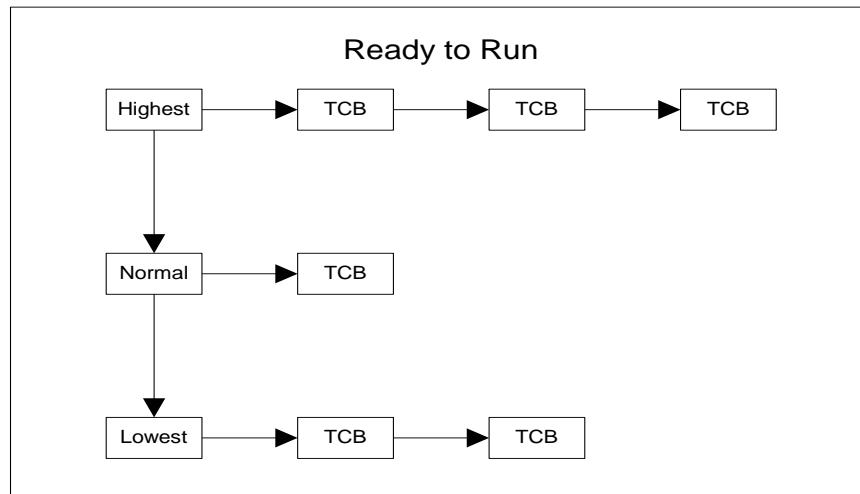 Ready to Run
Highest TCB TCB TCB
Normal TCB
Lowest TCB TCB